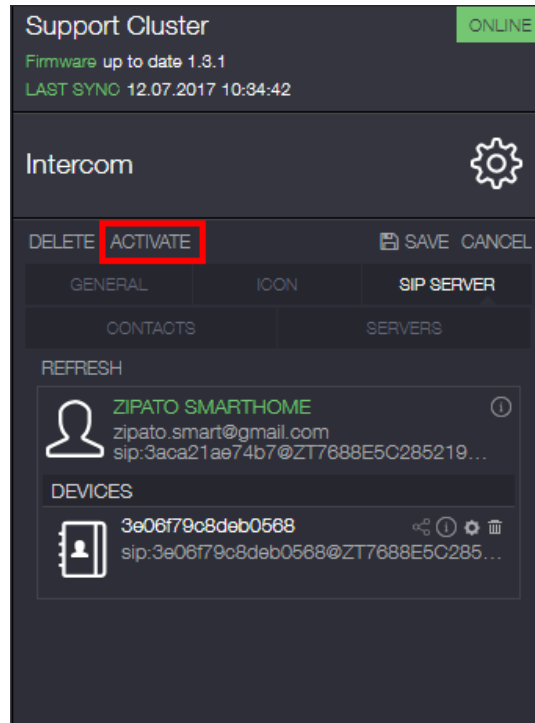 Support Cluster
ONLINE
Firmware up to date 1.3.1
LAST SYNC 12.07.2017 10:34:42
Intercom
DELETE ACTIVATE SAVE CANCEL
GENERAL ICON SIP SERVER
CONTACTS SERVERS
REFRESH
ZIPATO SMARTHOME
zipato.smart@gmail.com
sip:3aca21ae74b7@ZT7688E5C285219...
DEVICES
3e06f79c8deb0568
sip:3e06f79c8deb0568@ZT7688E5C285...